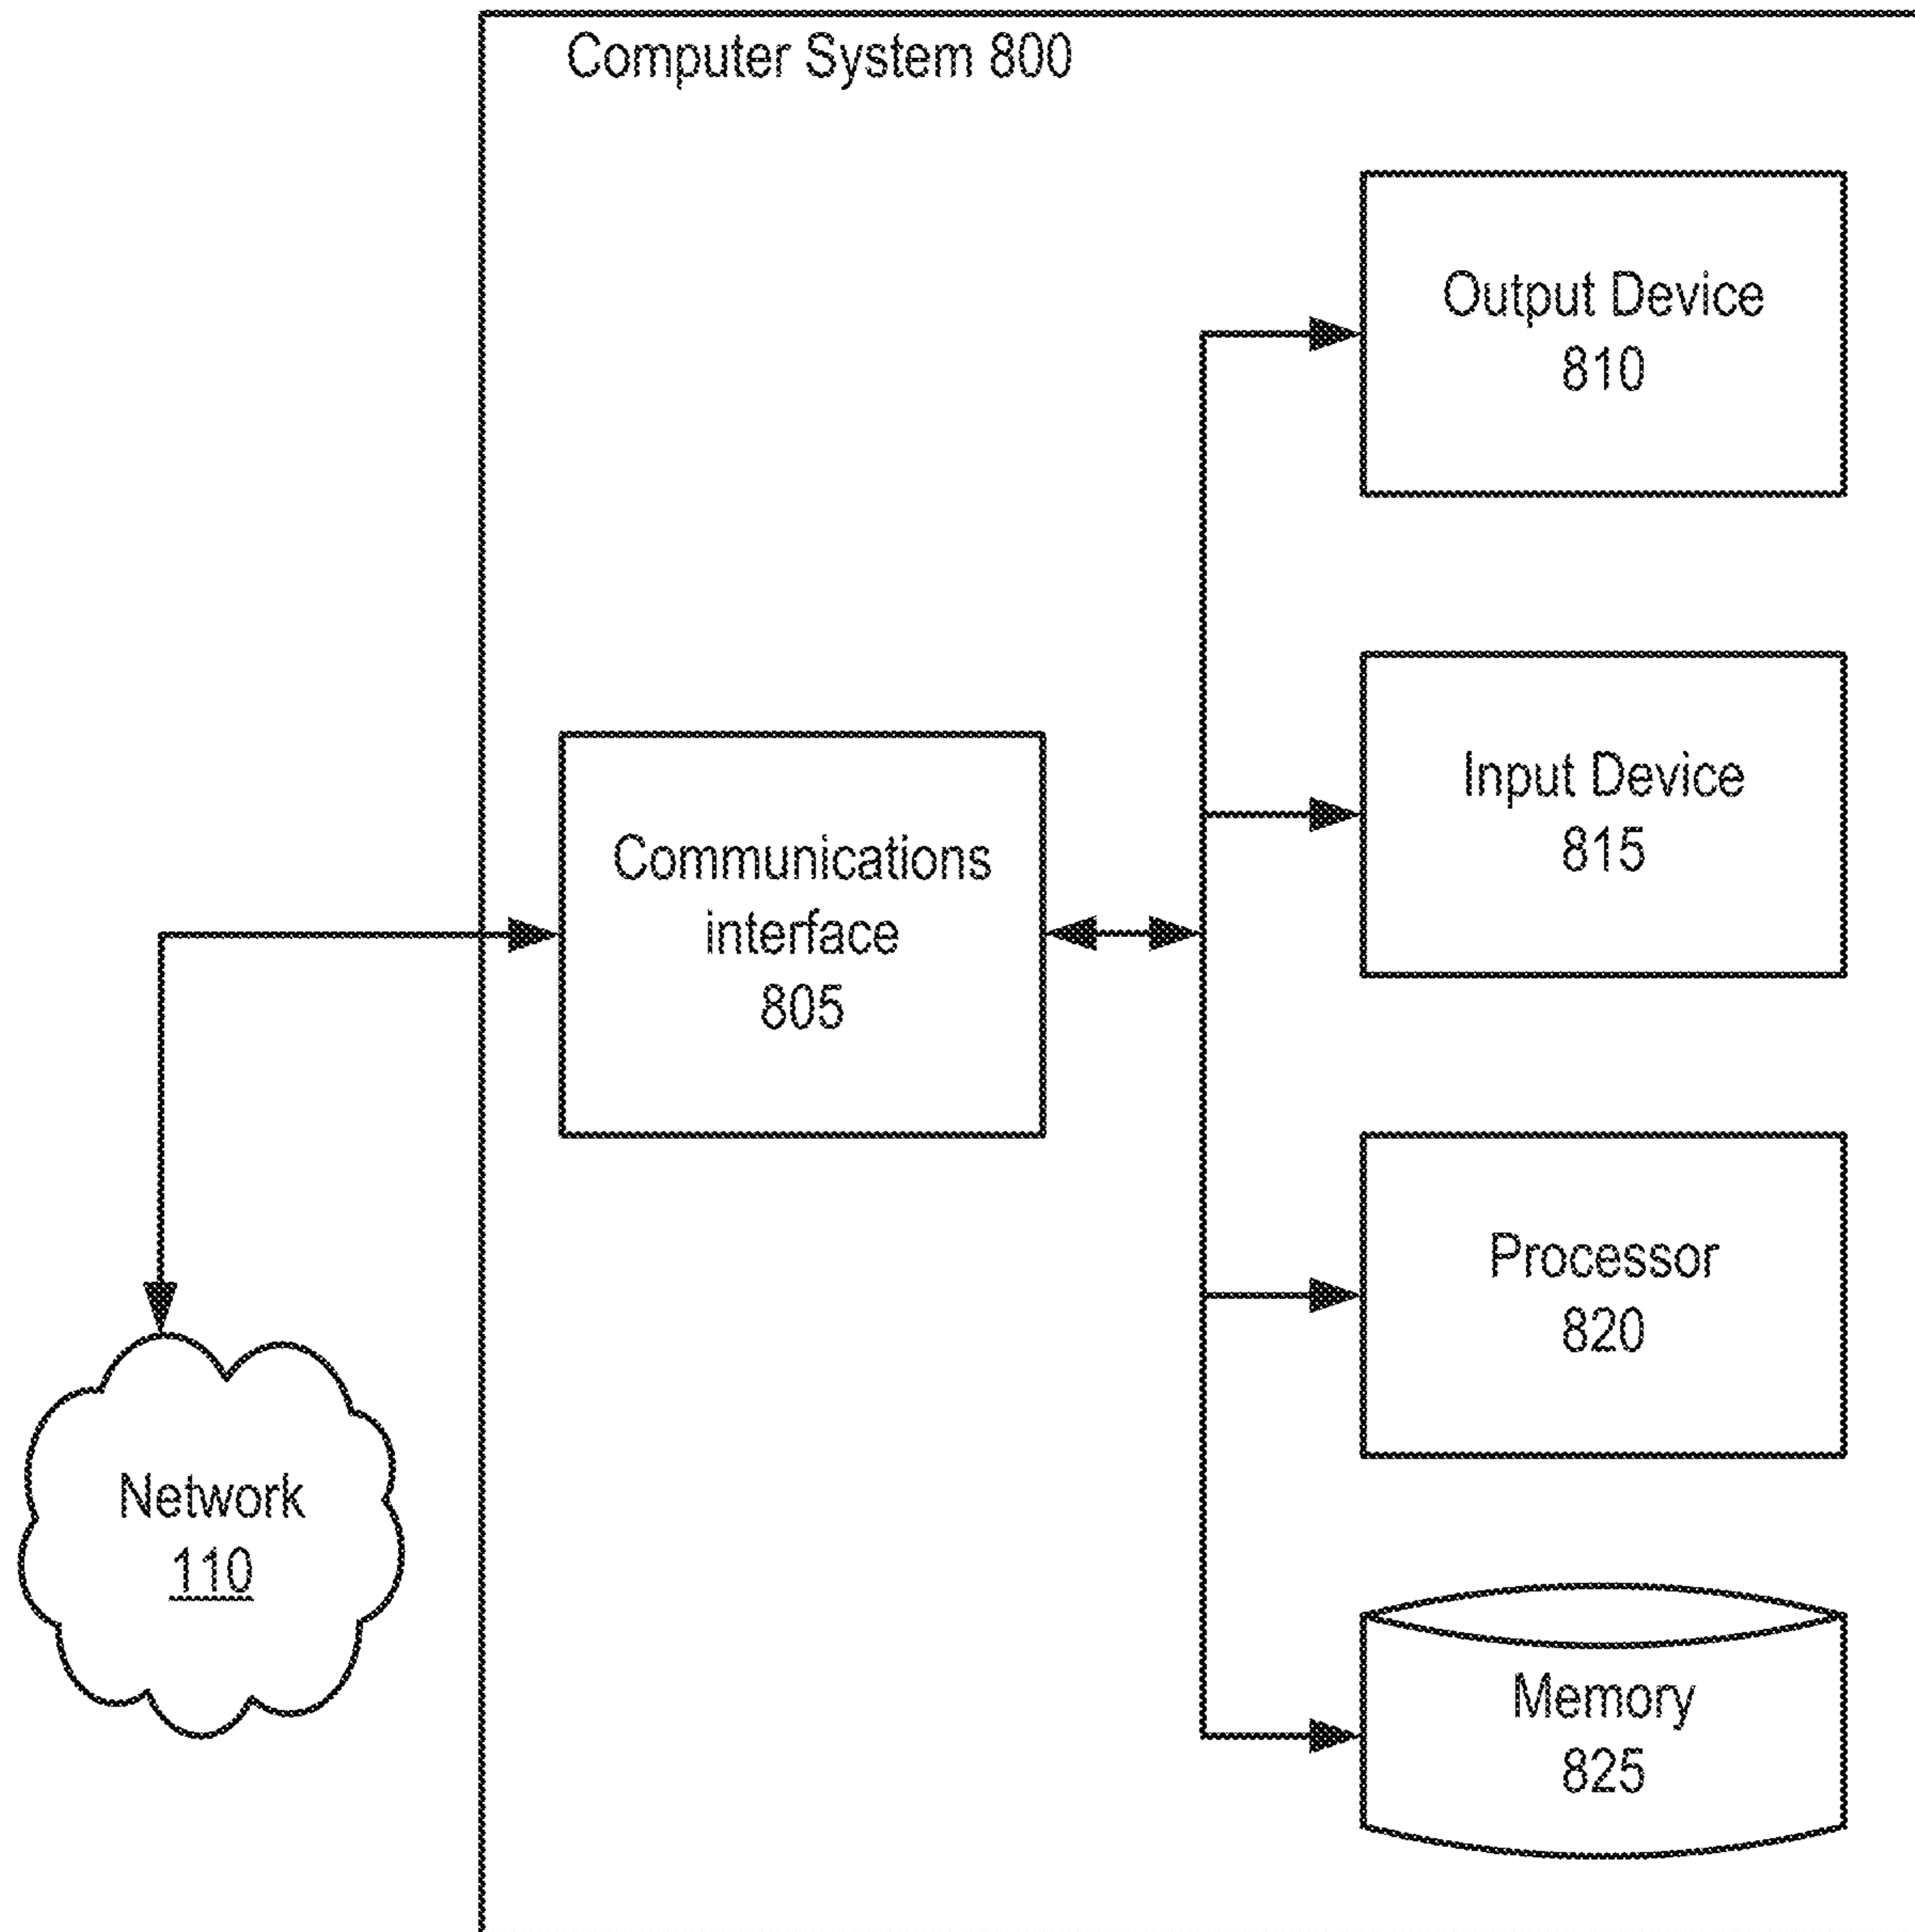 Computer System 800
Output Device
810
Input Device
815
Communications
interface
805
Processor
820
Network
110
Memory
825